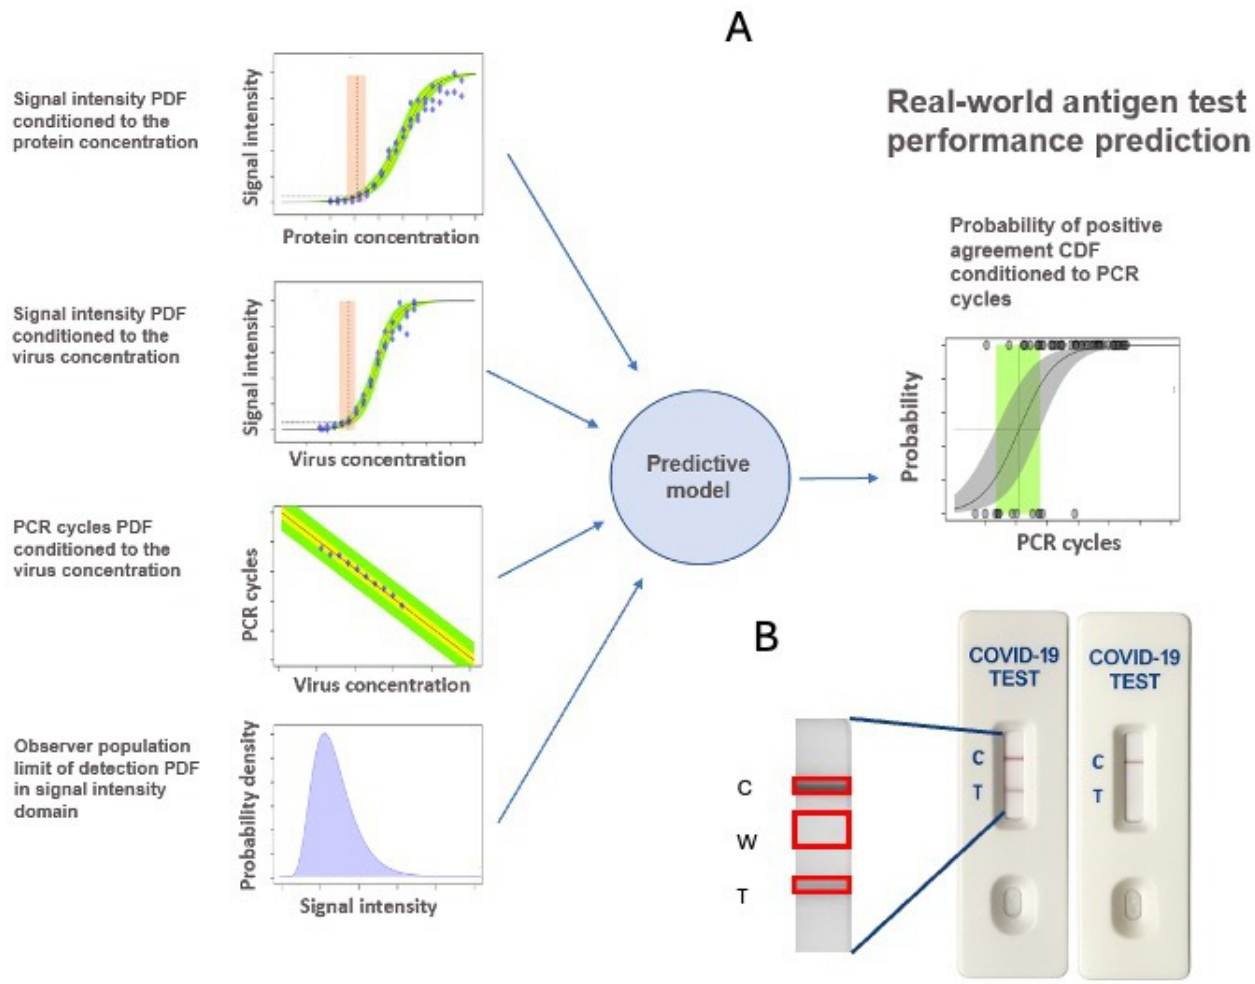 A
Signal intensity PDF
conditioned to the
protein concentration
Signal intensity
Protein concentration
Signal intensity PDF
conditioned to the
virus concentration
Signal intensity
Virus concentration
PCR cycles PDF
conditioned to the
virus concentration
PCR cycles
Virus concentration
Observer population
limit of detection PDF
in signal intensity
domain
Probability density
Signal intensity
Predictive
model
Real-world antigen test
performance prediction
Probability of positive
agreement CDF
conditioned to PCR
cycles
Probability
PCR cycles
B
C
W
T
COVID-19
TEST
C
T
COVID-19
TEST
C
T